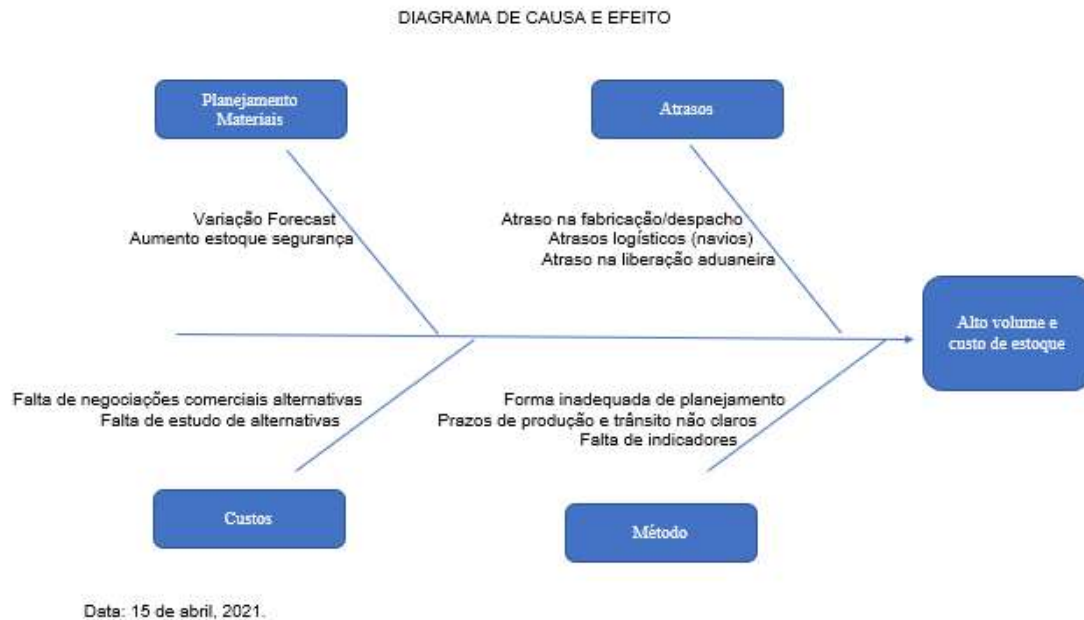 DIAGRAMA DE CAUSA E EFEITO
Planejamento
Materiais
Atrasos
Variação Forecast
Aumento estoque segurança
Atraso na fabricação/despacho
Atrasos logísticos (navios)
Atraso na liberação aduaneira
Alto volume e
custo de estoque
Falta de negociações comerciais alternativas
Falta de estudo de alternativas
Forma inadequada de planejamento
Prazos de produção e trânsito não claros
Falta de indicadores
Custos
Método
Data: 15 de abril, 2021.